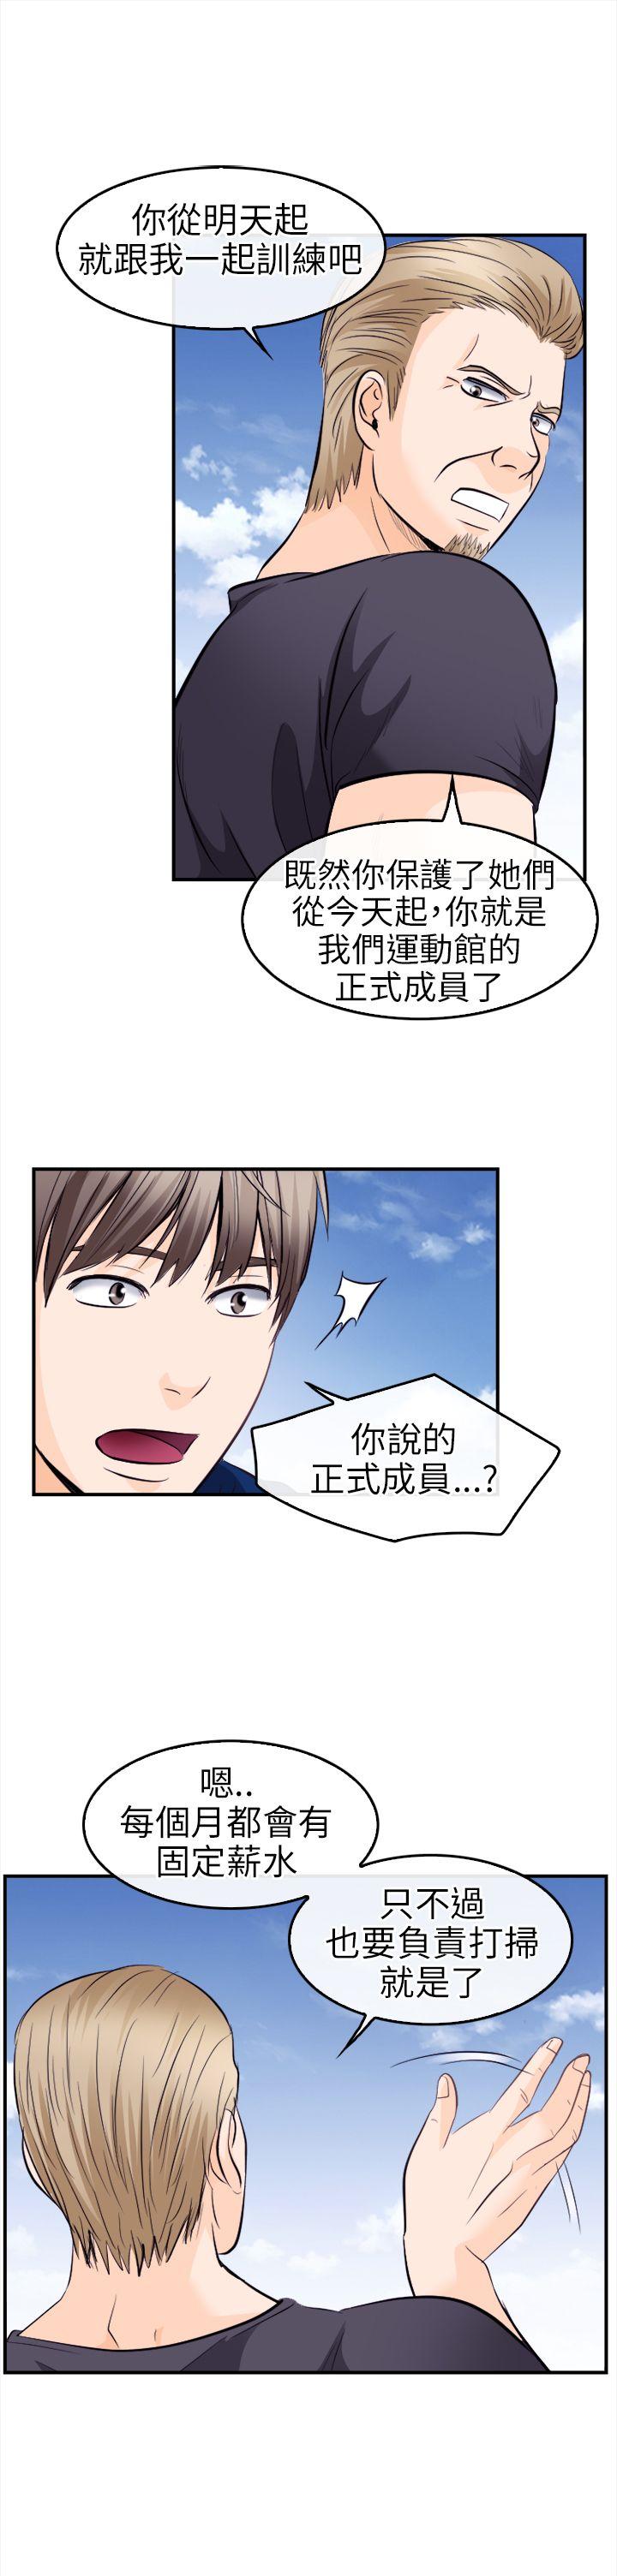 你從明天起
就跟我一起訓練吧
既然你保護了她們
從今天起,你就是
我們運動館的
正式成員了
你說的
正式成員...?
嗯..
每個月都會有
固定薪水
只不過
也要負責打掃
就是了